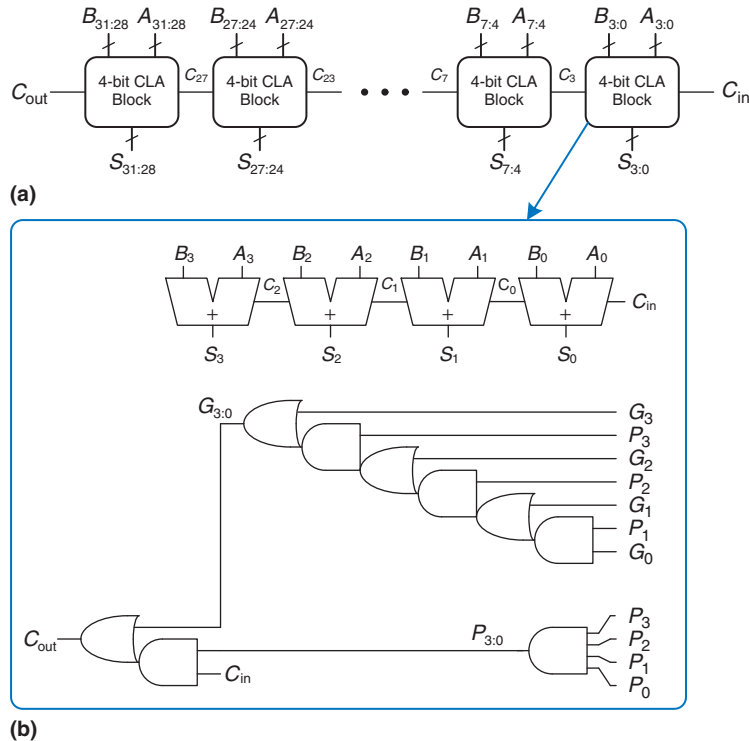 B31:28 A31:28 B27:24 A27:24 B7:4 A7:4 B3:0 A3:0
Cout 4-bit CLA Block C27 4-bit CLA Block C23 • • • C7 4-bit CLA Block C3 4-bit CLA Block Cin
S31:28 S27:24 S7:4 S3:0
(a)
B3 A3 B2 A2 B1 A1 B0 A0
+ C2 + C1 + C0 + Cin
S3 S2 S1 S0
G3:0 G3
P3
G2
P2
G1
P1
G0
P3
Cout P3:0 P2
P1
Cin P0
(b)